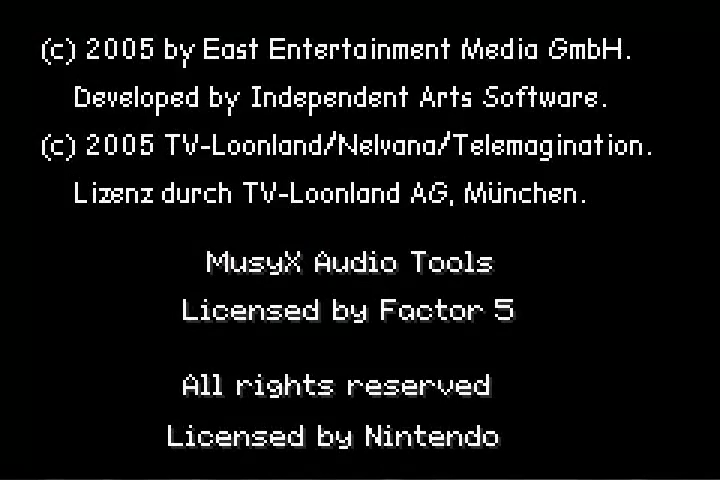 (c) 2005 by East Entertainment Media GmbH.
Developed by Independent Arts Software.
(c) 2005 TV-Loonland/Nelvana/Telemagination.
Lizenz durch TV-Loonland AG, München.
MusyX Audio Tools
Licensed by Factor 5
All rights reserved
Licensed by Nintendo